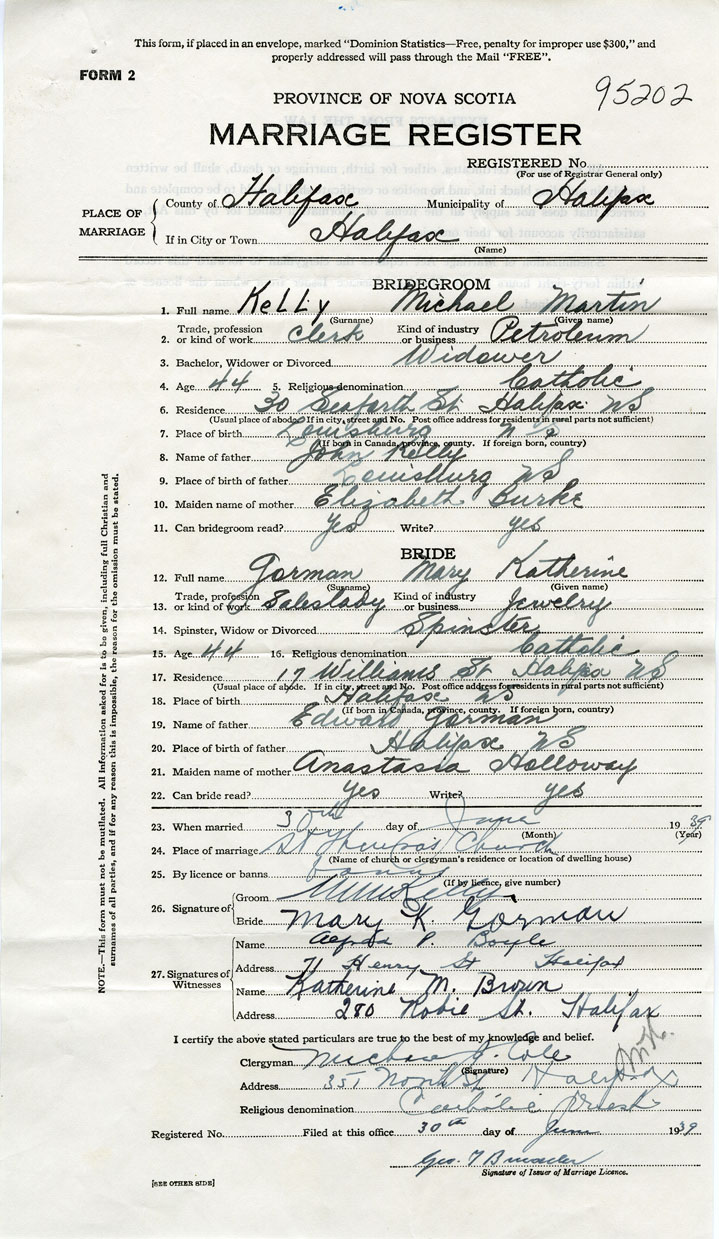 This form, if placed in an envelope, marked "Dominion Statistics—Free, penalty for improper use $300," and
properly addressed will pass through the Mail "FREE".
FORM 2
95202
PROVINCE OF NOVA SCOTIA
MARRIAGE REGISTER
REGISTERED No.
(For use of Registrar General only)
PLACE OF MARRIAGE
County of Halifax Municipality of Halifax
If in City or Town Halifax
(Name)
BRIDEGROOM
1. Full name Kelly Michael Martin
(Surname) (Given name)
2. Trade, profession or kind of work clerk Kind of industry or business Petroleum
3. Bachelor, Widower or Divorced Widower
4. Age 44 5. Religious denomination Catholic
6. Residence 30 Seaforth St. Halifax NS
(Usual place of abode. If in city, street and No. Post office address for residents in rural parts not sufficient)
7. Place of birth Louisburg N S
(If born in Canada, province, county. If foreign born, country)
8. Name of father John Kelly
9. Place of birth of father Louisburg NS
10. Maiden name of mother Elizabeth Burke
11. Can bridegroom read? Yes Write? yes
BRIDE
12. Full name Gorman Mary Katherine
(Surname) (Given name)
13. Trade, profession or kind of work Saleslady Kind of industry or business Jewelry
14. Spinster, Widow or Divorced Spinster
15. Age 44 16. Religious denomination Catholic
17. Residence 17 Williams St Halifax NS
(Usual place of abode. If in city, street and No. Post office address for residents in rural parts not sufficient)
18. Place of birth Halifax NS
(If born in Canada, province, county. If foreign born, country)
19. Name of father Edward Gorman
20. Place of birth of father Halifax NS
21. Maiden name of mother Anastasia Holloway
22. Can bride read? Yes Write? yes
23. When married 30th day of June 1939
(Month) (Year)
24. Place of marriage St Theresa's Church
(Name of church or clergyman's residence or location of dwelling house)
25. By licence or banns banns
(If by licence, give number)
26. Signature of Groom M M Kelly
Bride Mary K Gorman
27. Signatures of Witnesses
Name Alfred P. Boyle
Address 71 Henry St Halifax
Name Katherine M. Brown
Address 280 Robie St. Halifax
I certify the above stated particulars are true to the best of my knowledge and belief.
Clergyman Michael J. Cole
(Signature)
Address 351 North St Halifax
Religious denomination Catholic Priest
Registered No. Filed at this office 30th day of June 1939
Geo. T
Signature of Issuer of Marriage Licence.
[SEE OTHER SIDE]
NOTE.—This form must not be mutilated. All information asked for is to be given, including full Christian and
surnames of all parties, and if for any reason this is impossible, the reason for the omission must be stated.